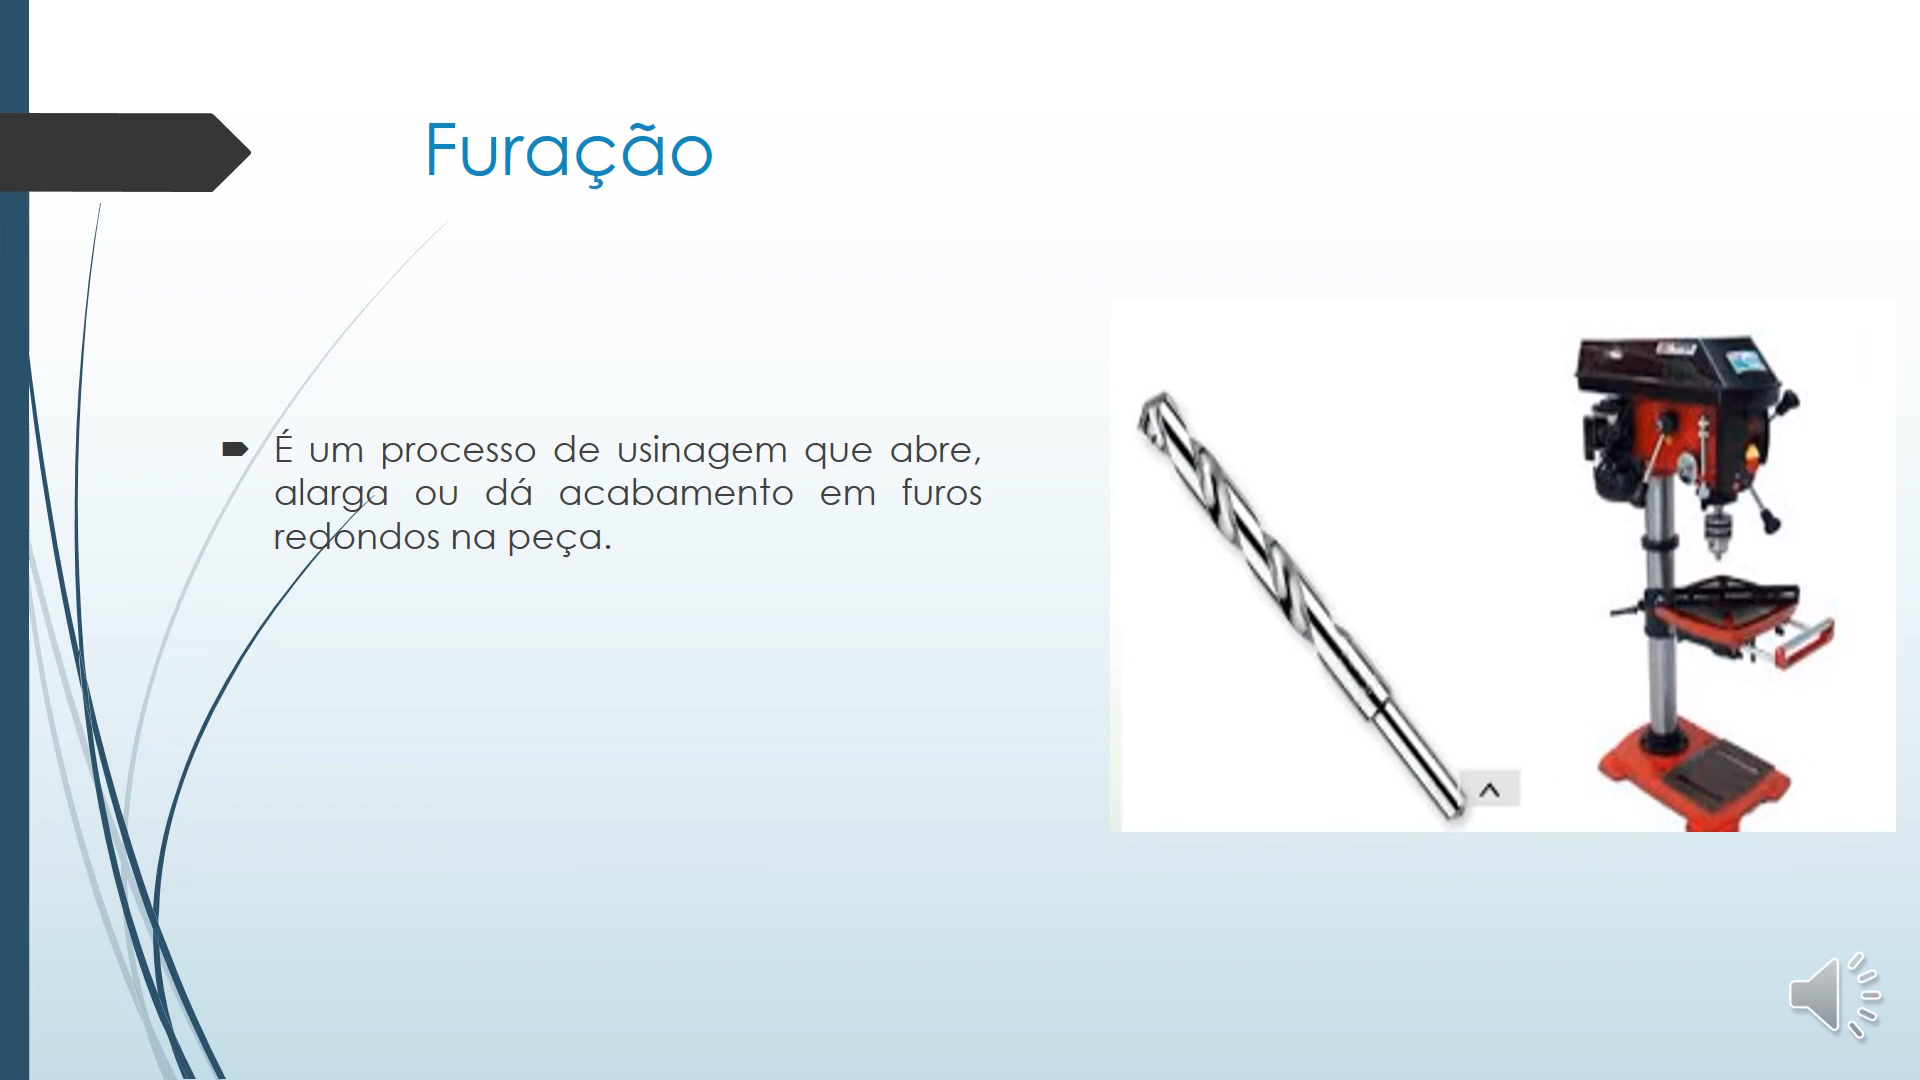 Furação
É um processo de usinagem que abre,
alarga ou dá acabamento em furos
redondos na peça.